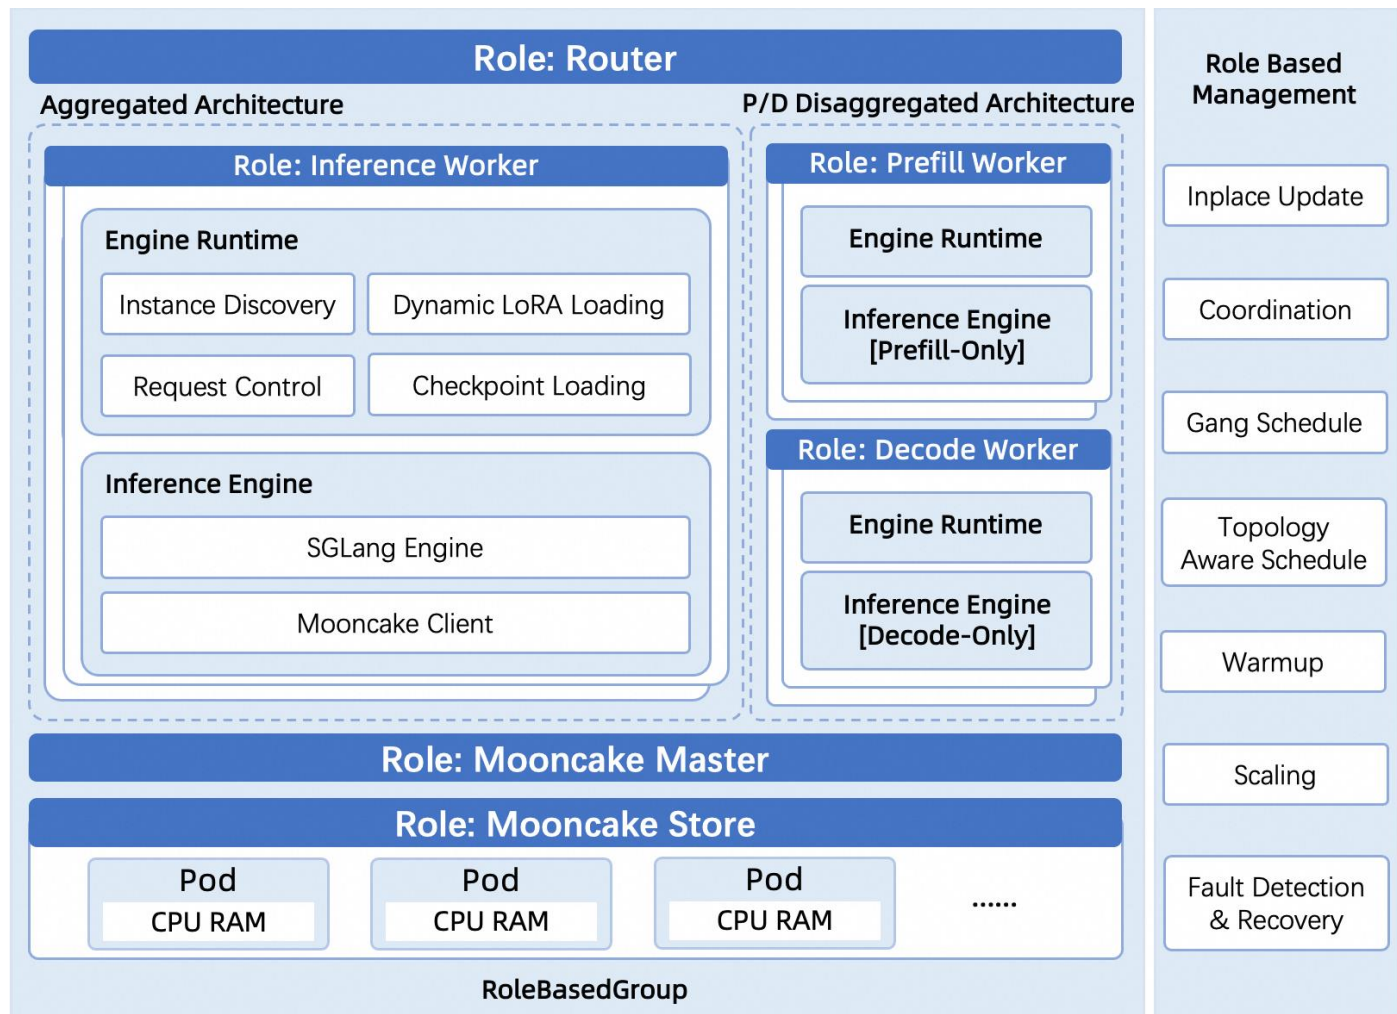 Role: Router
Aggregated Architecture
Role: Inference Worker
Engine Runtime
Instance Discovery
Dynamic LoRA Loading
Request Control
Checkpoint Loading
Inference Engine
SGLang Engine
Mooncake Client
P/D Disaggregated Architecture
Role: Prefill Worker
Engine Runtime
Inference Engine
[Prefill-Only]
Role: Decode Worker
Engine Runtime
Inference Engine
[Decode-Only]
Role: Mooncake Master
Role: Mooncake Store
Pod
CPU RAM
Pod
CPU RAM
Pod
CPU RAM
......
RoleBasedGroup
Role Based
Management
Inplace Update
Coordination
Gang Schedule
Topology
Aware Schedule
Warmup
Scaling
Fault Detection
& Recovery